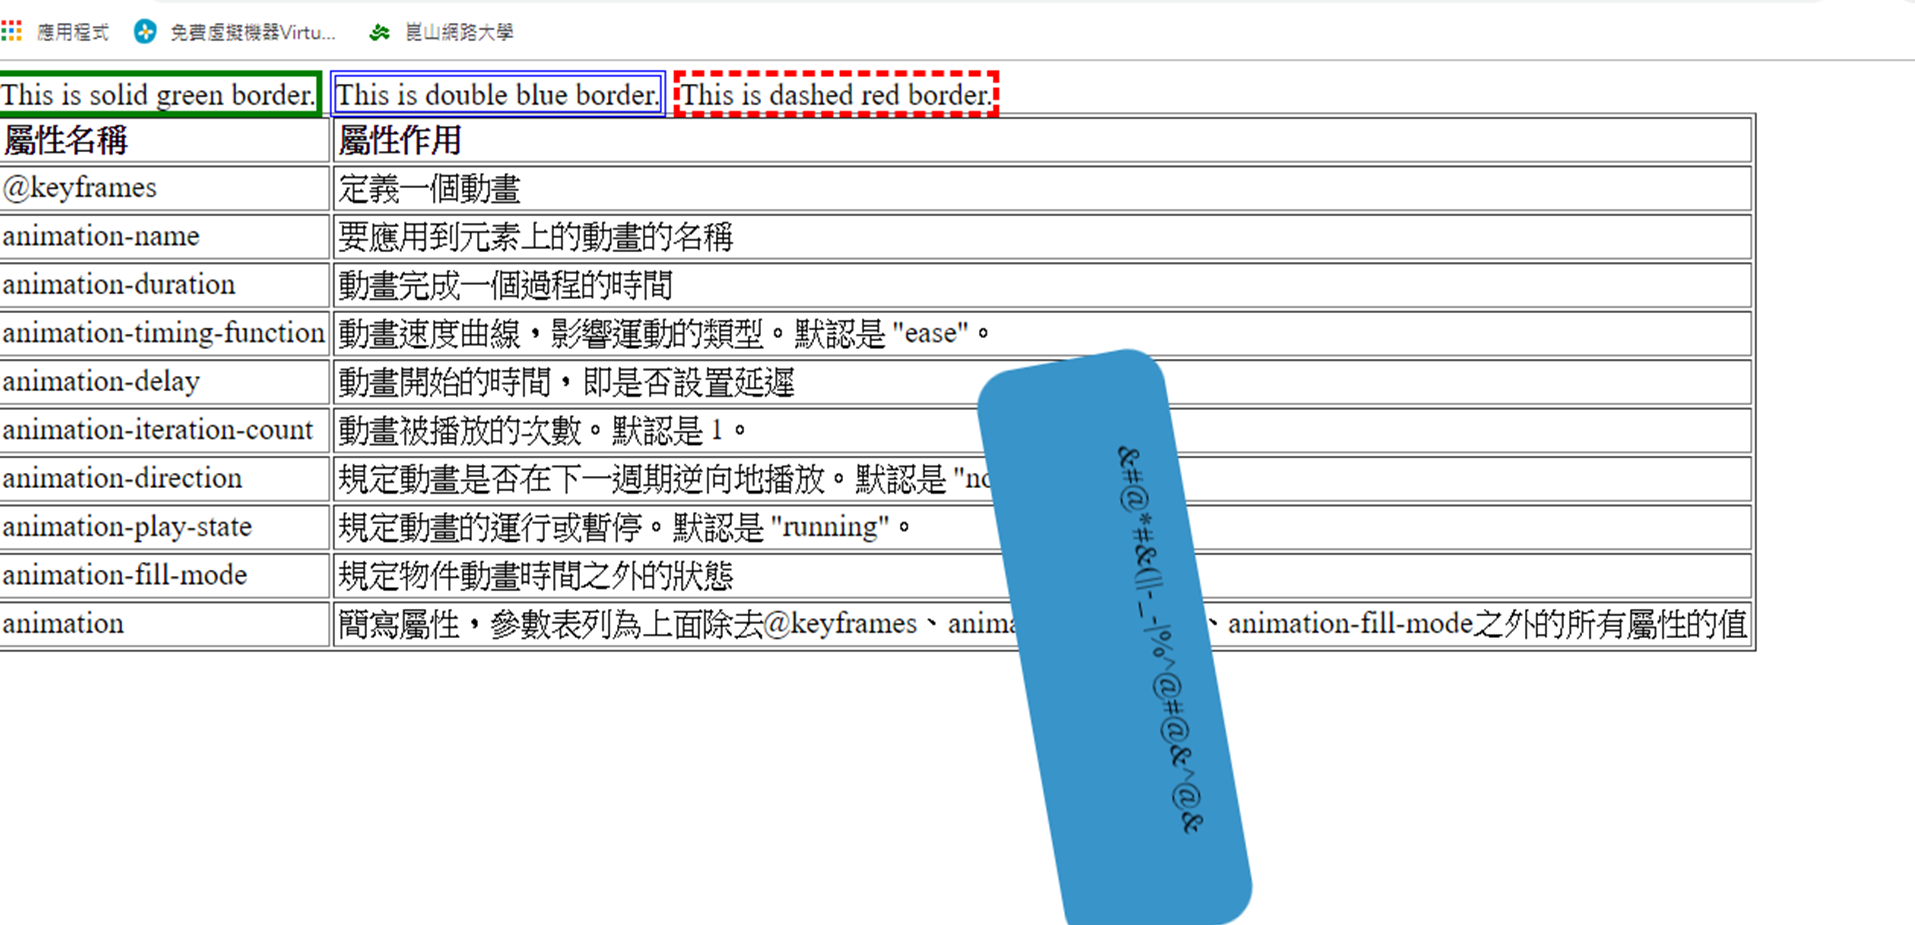 應用程式 免費虛擬機器Virtu... 崑山網路大學
This is solid green border. This is double blue border. This is dashed red border.
屬性名稱 屬性作用
@keyframes 定義一個動畫
animation-name 要應用到元素上的動畫的名稱
animation-duration 動畫完成一個過程的時間
animation-timing-function 動畫速度曲線，影響運動的類型。默認是 "ease"。
animation-delay 動畫開始的時間，即是否設置延遲
animation-iteration-count 動畫被播放的次數。默認是 1。
animation-direction 規定動畫是否在下一週期逆向地播放。默認是 "no
animation-play-state 規定動畫的運行或暫停。默認是 "running"。
animation-fill-mode 規定物件動畫時間之外的狀態
animation 簡寫屬性，參數表列為上面除去@keyframes、anima 、animation-fill-mode之外的所有屬性的值
&#@*#&(||-_-|%^@#@&^@&